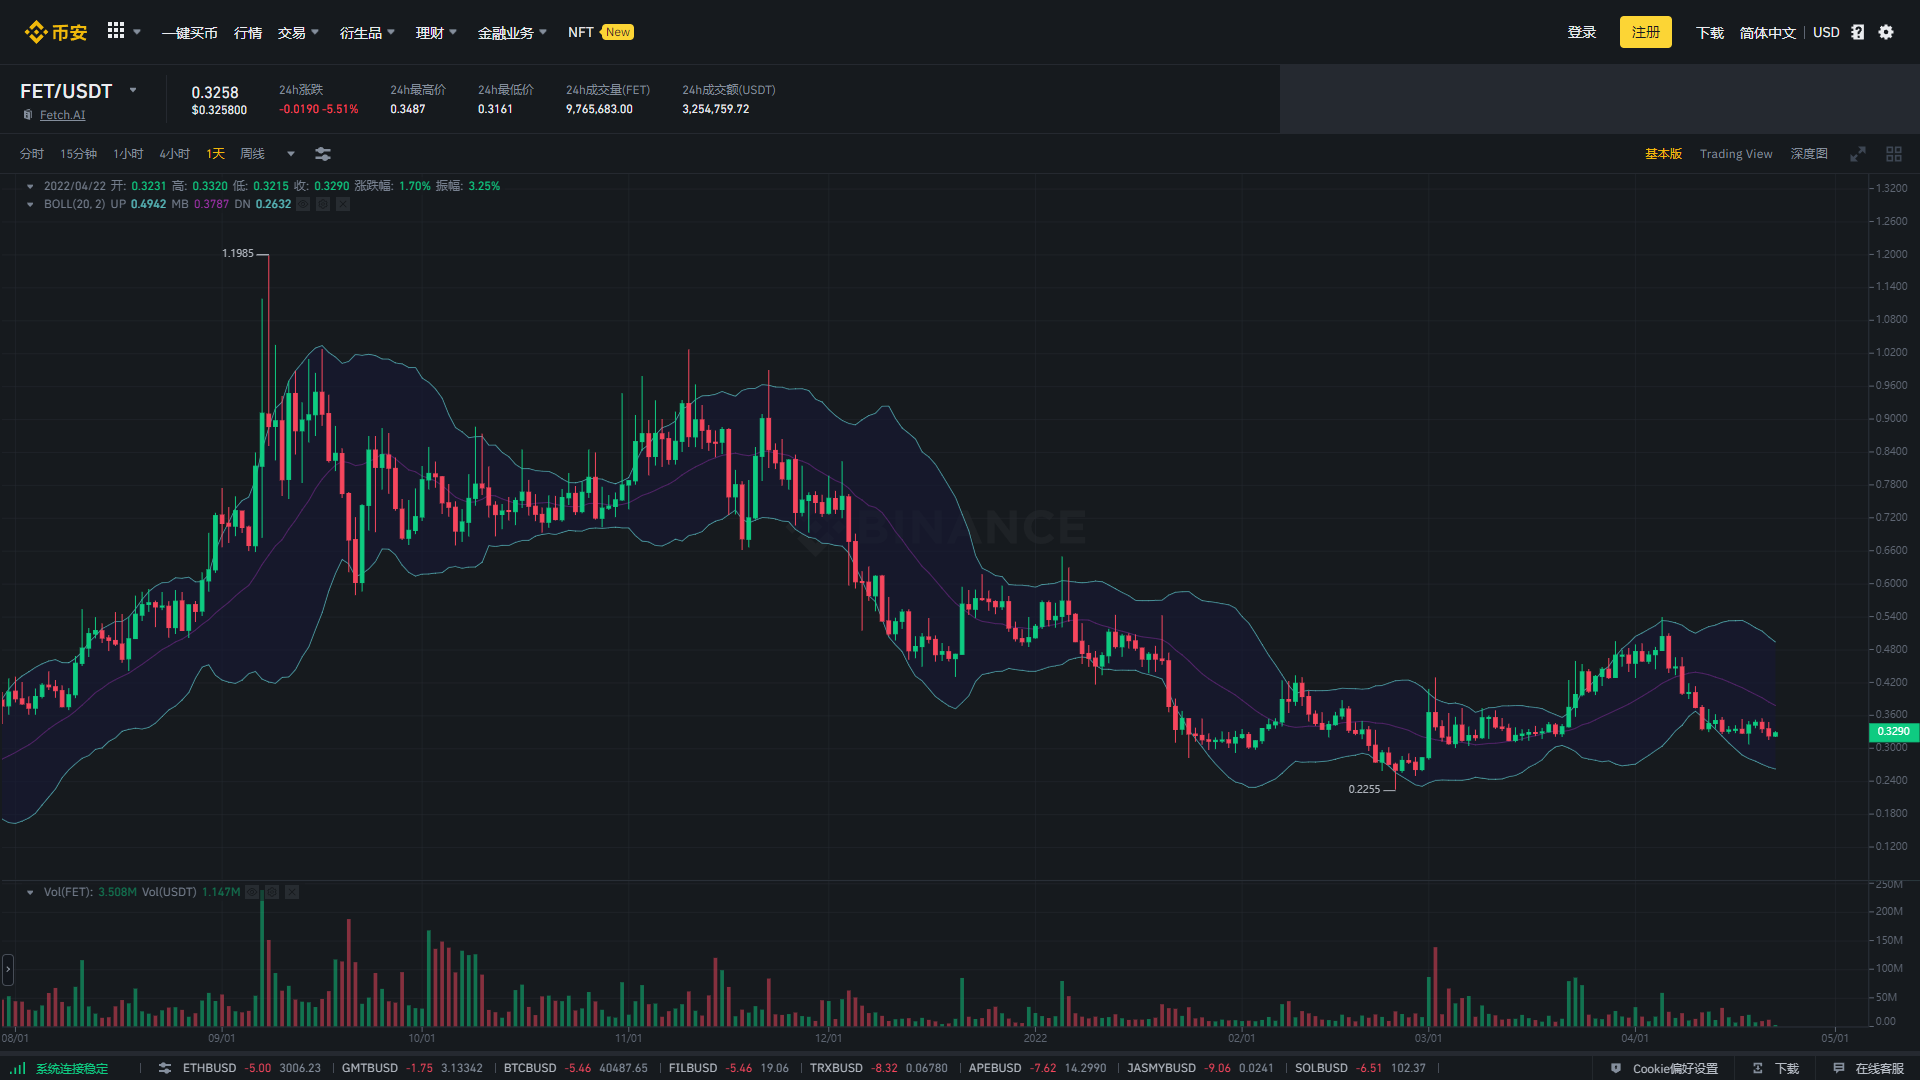 币安 一键买币 行情 交易 衍生品 理财 金融业务 NFT New 登录 注册 下载 简体中文 USD
FET/USDT 0.3258 24h涨跌 24h最高价 24h最低价 24h成交量(FET) 24h成交额(USDT)
Fetch.AI $0.325800 -0.0190 -5.51% 0.3487 0.3161 9,765,683.00 3,254,759.72
分时 15分钟 1小时 4小时 1天 周线 基本版 Trading View 深度图
2022/04/22 开: 0.3231 高: 0.3320 低: 0.3215 收: 0.3290 涨跌幅: 1.70% 振幅: 3.25%
BOLL(20, 2) UP 0.4942 MB 0.3787 DN 0.2632
1.3200
1.2600
1.1985
1.2000
1.1400
1.0800
1.0200
0.9600
0.9000
0.8400
0.7800
0.7200
BINANCE
0.6600
0.6000
0.5400
0.4800
0.4200
0.3600
0.3290
0.3000
0.2255
0.2400
0.1800
0.1200
Vol(FET): 3.508M Vol(USDT) 1.147M
250M
200M
150M
100M
50M
0.00
08/01 09/01 10/01 11/01 12/01 2022 02/01 03/01 04/01 05/01
系统连接稳定 ETHBUSD -5.00 3006.23 GMTBUSD -1.75 3.13342 BTCBUSD -5.46 40487.65 FILBUSD -5.46 19.06 TRXBUSD -8.32 0.06780 APEBUSD -7.62 14.2990 JASMYBUSD -9.06 0.0241 SOLBUSD -6.51 102.37 Cookie偏好设置 下载 在线客服